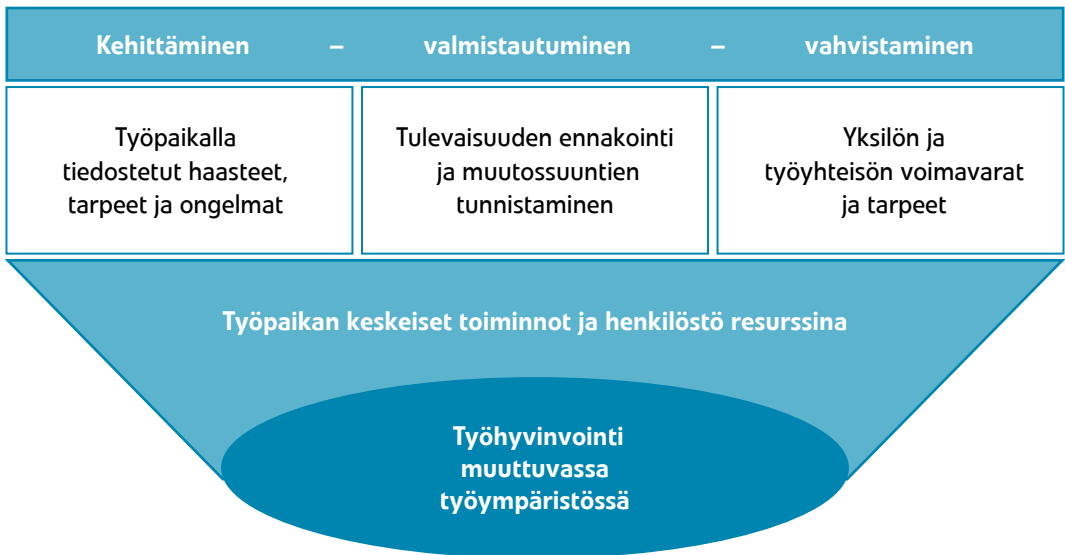 Kehittäminen – valmistautuminen – vahvistaminen
Työpaikalla
tiedostetut haasteet,
tarpeet ja ongelmat
Tulevaisuuden ennakointi
ja muutossuuntien
tunnistaminen
Yksilön ja
työyhteisön voimavarat
ja tarpeet
Työpaikan keskeiset toiminnot ja henkilöstö resurssina
Työhyvinvointi
muuttuvassa
työympäristössä